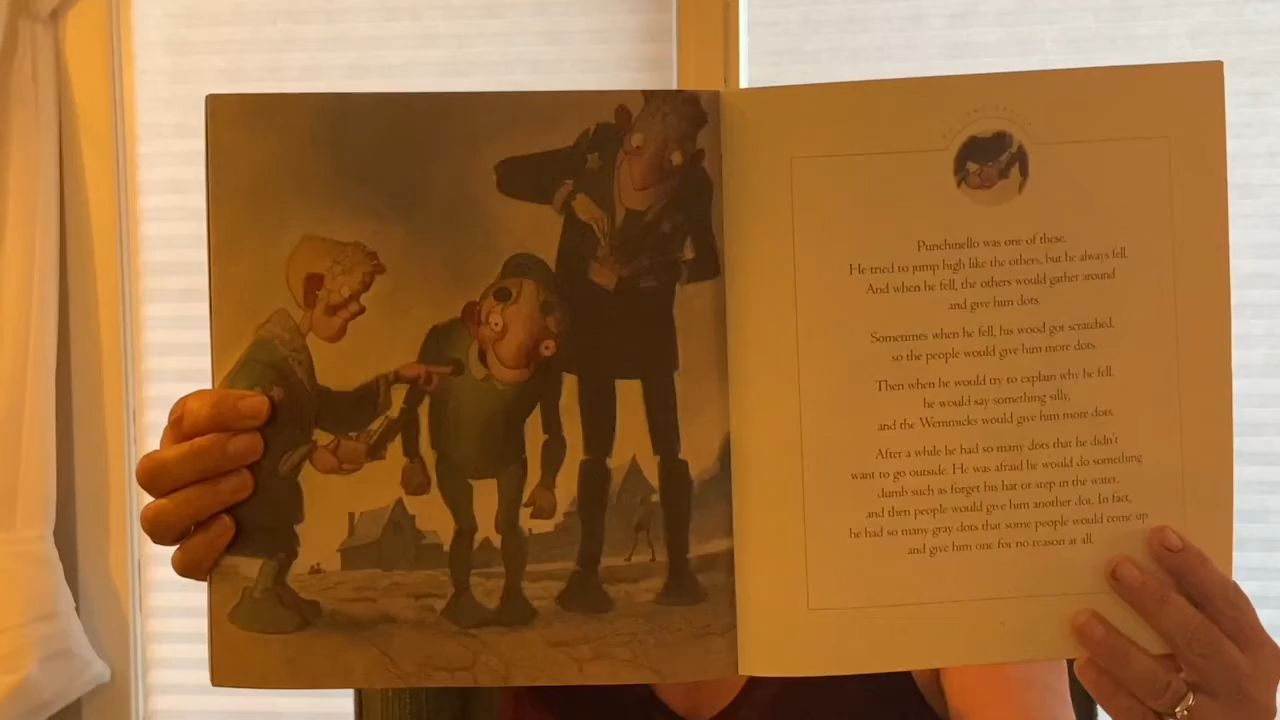 Punchinello was one of these.
He tried to jump high like the others, but he always fell.
And when he fell, the others would gather around
and give him dots.
Sometimes when he fell, his wood got scratched,
so the people would give him more dots.
Then when he would try to explain why he fell,
he would say something silly,
and the Wemmicks would give him more dots.
After a while he had so many dots that he didn't
want to go outside. He was afraid he would do something
dumb such as forget his hat or step in the water,
and then people would give him another dot. In fact,
he had so many gray dots that some people would come up
and give him one for no reason at all.